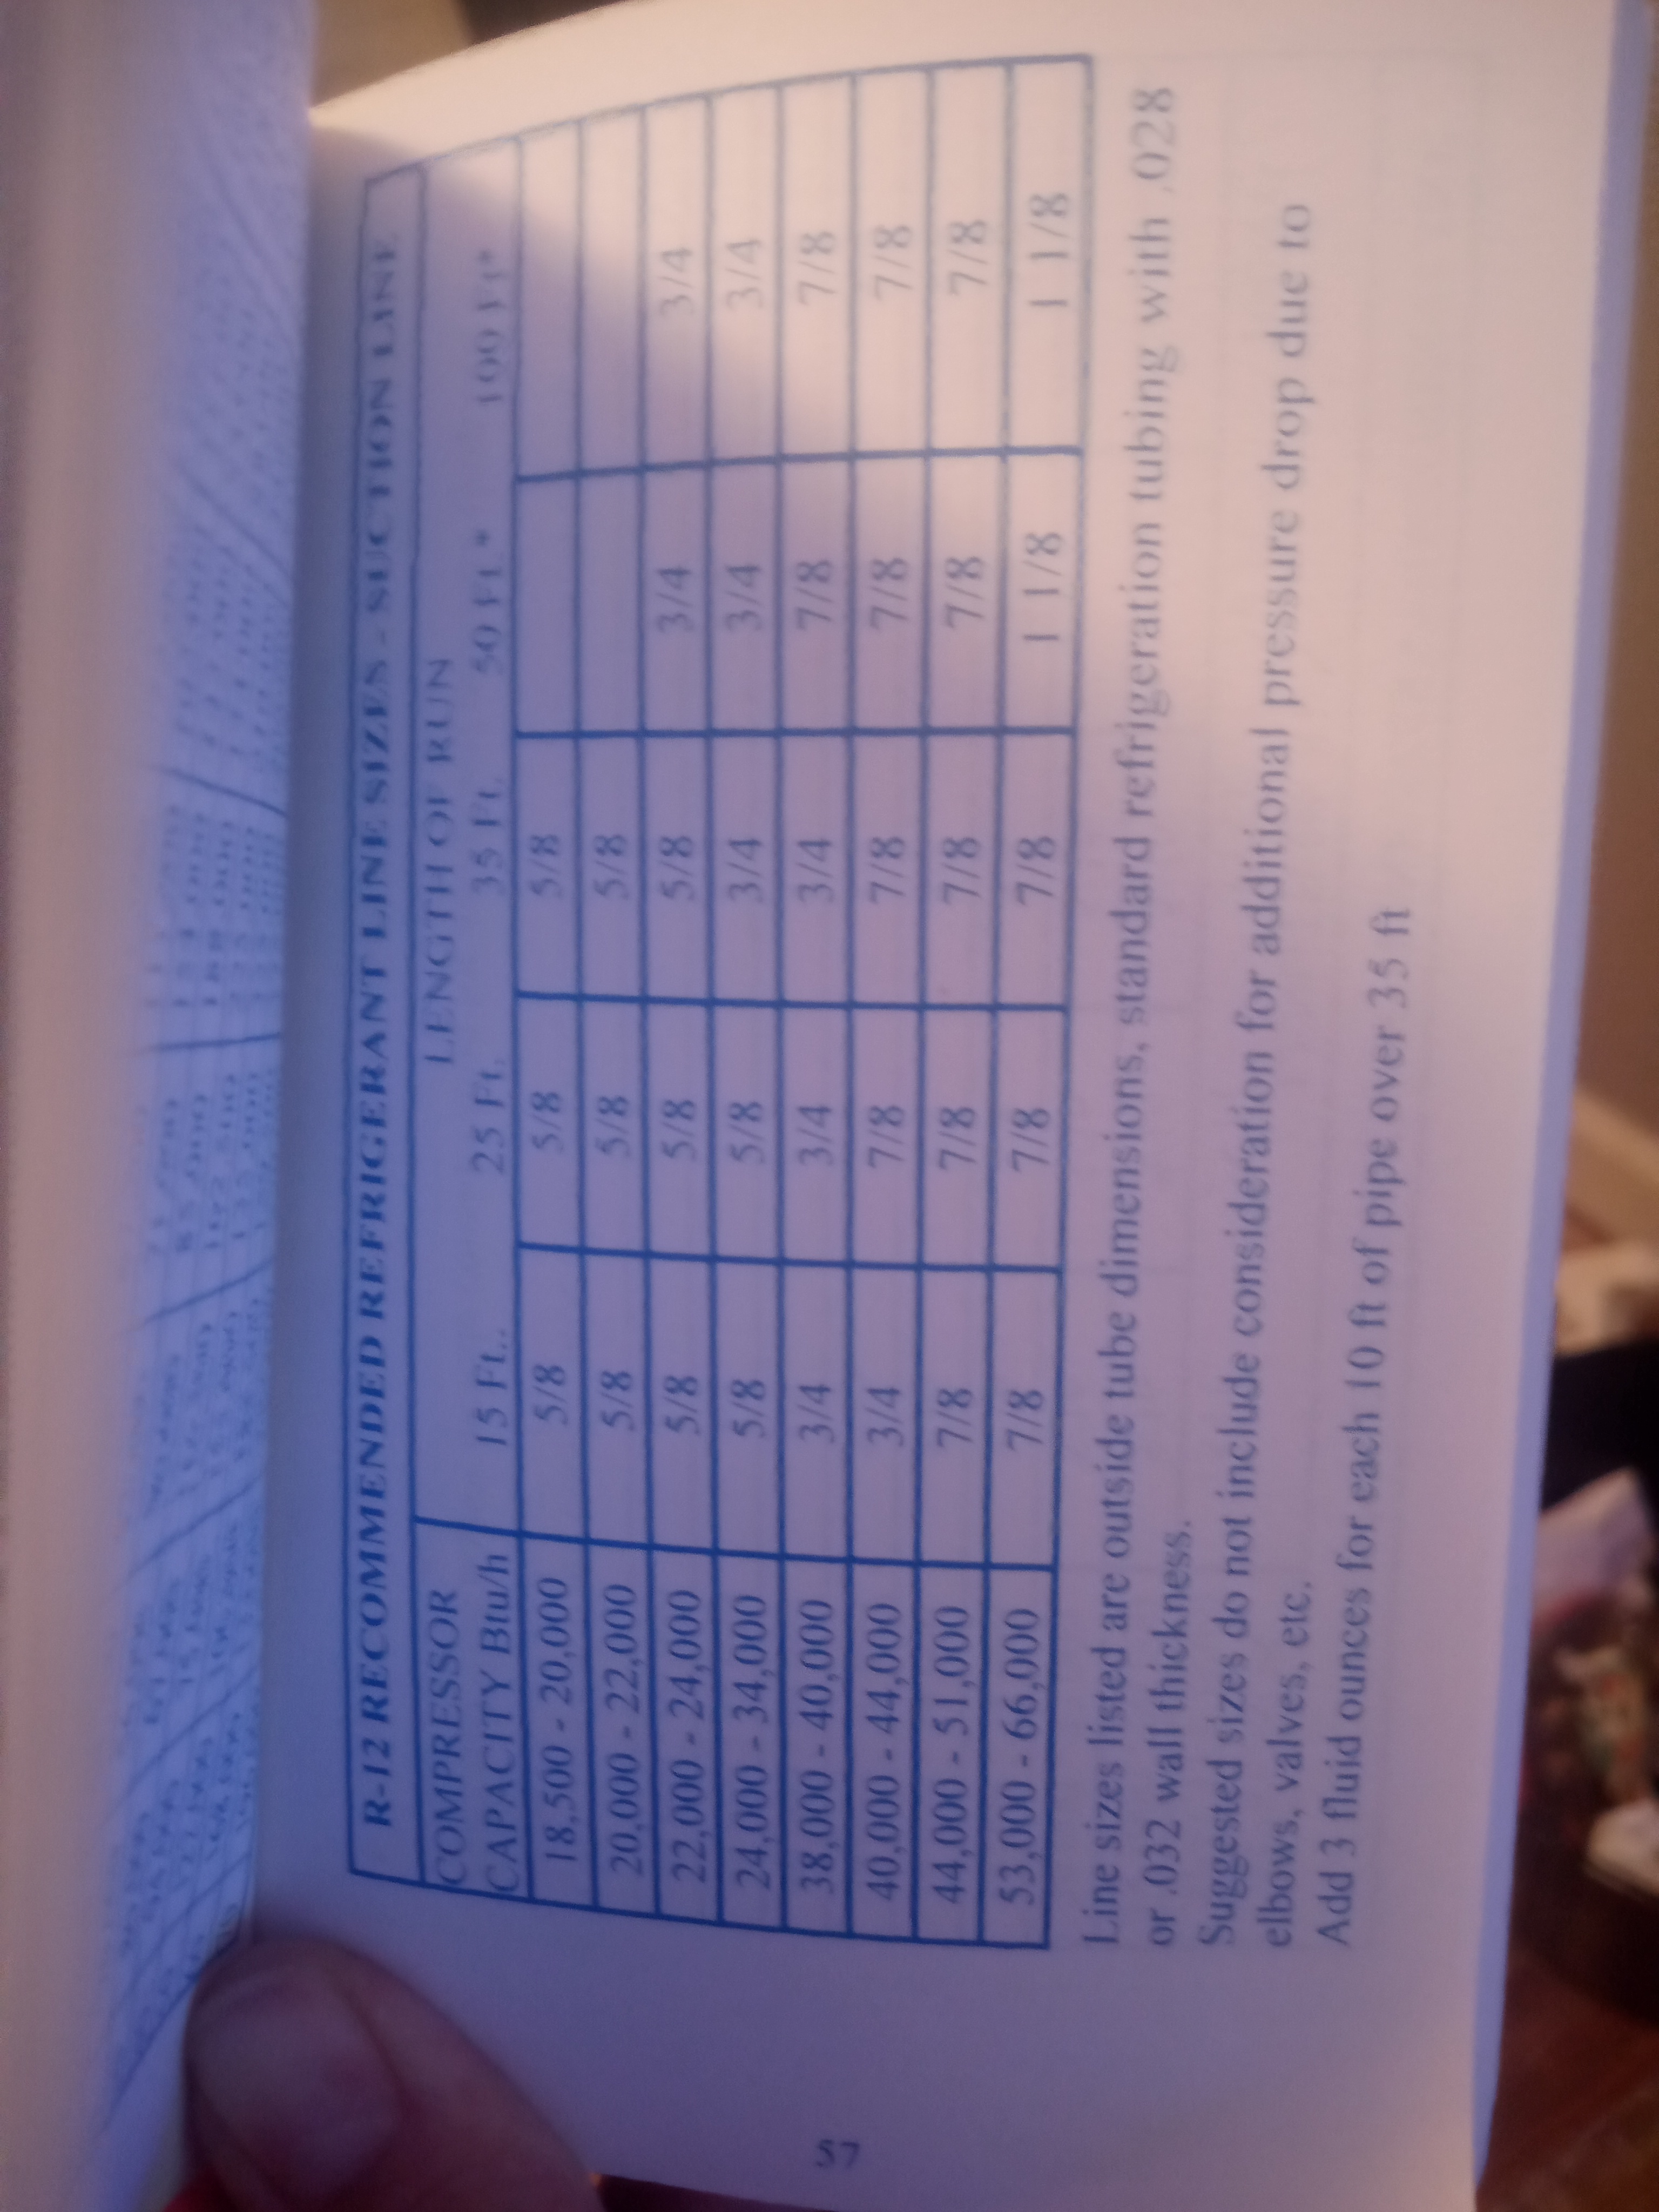 R-12 RECOMMENDED REFRIGERANT LINE SIZES - SUCTION LINE
COMPRESSOR LENGTH OF RUN
CAPACITY Btu/h 15 Ft.. 25 Ft. 35 Ft. 50 Ft.* 100 Ft*
18,500 - 20,000 5/8 5/8 5/8
20,000 - 22,000 5/8 5/8 5/8
22,000 - 24,000 5/8 5/8 5/8 3/4 3/4
24,000 - 34,000 5/8 5/8 3/4 3/4 3/4
38,000 - 40,000 3/4 3/4 3/4 7/8 7/8
40,000 - 44,000 3/4 7/8 7/8 7/8 7/8
44,000 - 51,000 7/8 7/8 7/8 7/8 7/8
53,000 - 66,000 7/8 7/8 7/8 1 1/8 1 1/8
Line sizes listed are outside tube dimensions, standard refrigeration tubing with .028
or .032 wall thickness.
Suggested sizes do not include consideration for additional pressure drop due to
elbows, valves, etc.
Add 3 fluid ounces for each 10 ft of pipe over 35 ft
57